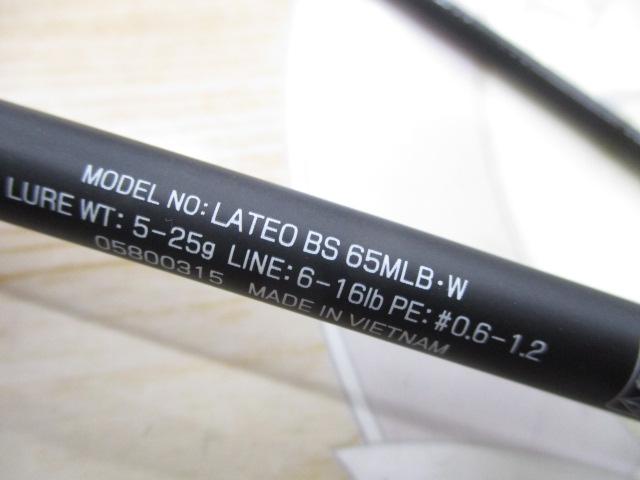 MODEL NO: LATEO BS 65MLB·W
LURE WT: 5-25g LINE: 6-16lb PE: #0.6-1.2
05800315 MADE IN VIETNAM